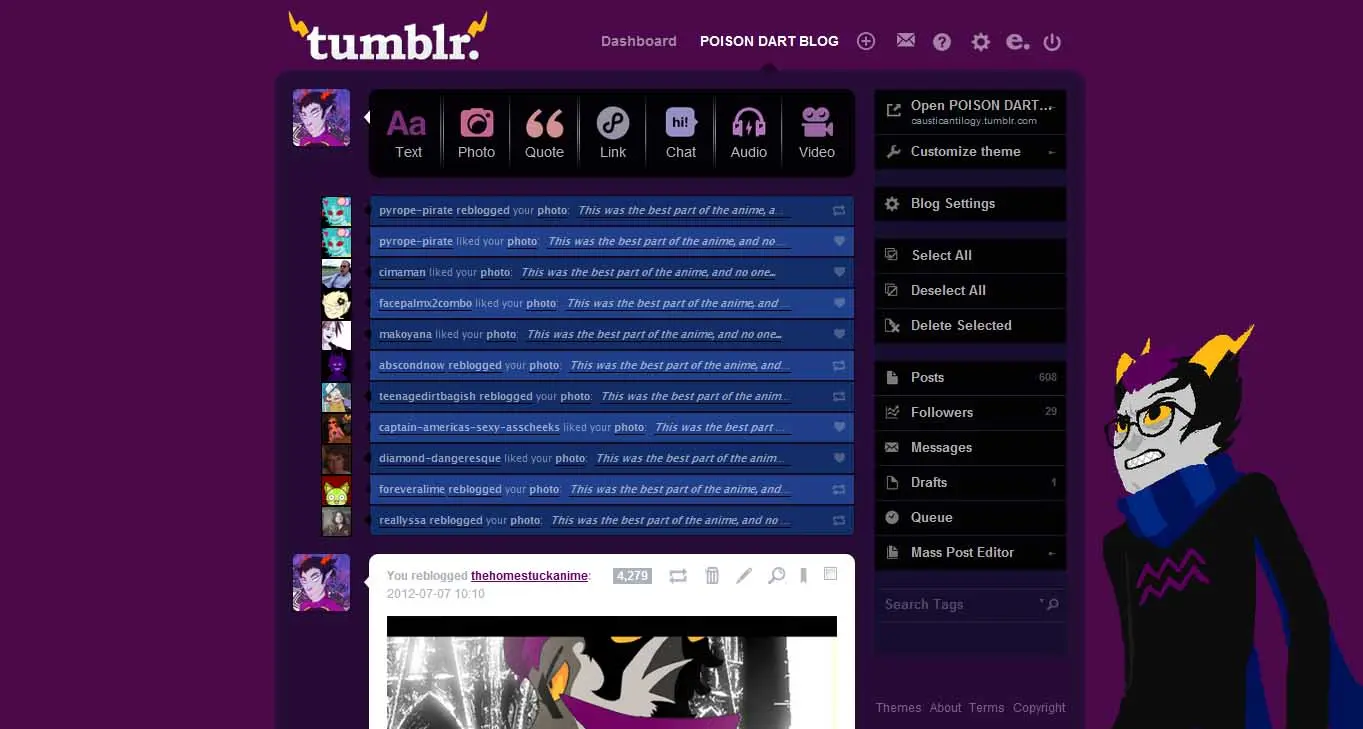 tumblr.
Dashboard POISON DART BLOG e.
Aa Text
Photo
Quote
Link
hi! Chat
Audio
Video
Open POISON DART...
causticantilogy.tumblr.com
Customize theme
Blog Settings
Select All
Deselect All
Delete Selected
pyrope-pirate reblogged your photo: This was the best part of the anime, a...
pyrope-pirate liked your photo: This was the best part of the anime, and no ...
cimaman liked your photo: This was the best part of the anime, and no one...
facepalmx2combo liked your photo: This was the best part of the anime, and ...
makoyana liked your photo: This was the best part of the anime, and no one...
abscondnow reblogged your photo: This was the best part of the anime, and...
teenagedirtbagish reblogged your photo: This was the best part of the anim...
captain-americas-sexy-asscheeks liked your photo: This was the best part ...
diamond-dangeresque liked your photo: This was the best part of the anim...
foreveralime reblogged your photo: This was the best part of the anime, and...
reallyssa reblogged your photo: This was the best part of the anime, and no ...
Posts 608
Followers 29
Messages
Drafts 1
Queue
Mass Post Editor
Search Tags
You reblogged thehomestuckanime: 4,279
2012-07-07 10:10
Themes About Terms Copyright